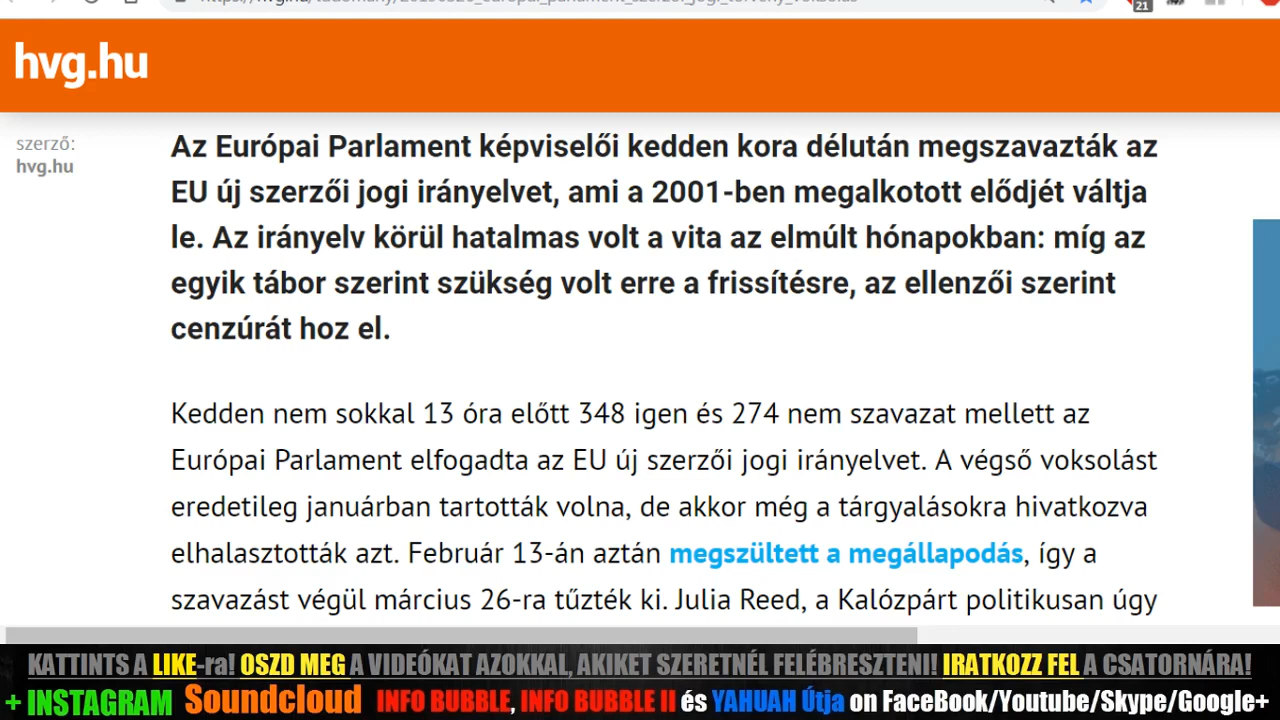 21
hvg.hu
szerző:
hvg.hu
Az Európai Parlament képviselői kedden kora délután megszavazták az
EU új szerzői jogi irányelvet, ami a 2001-ben megalkotott elődjét váltja
le. Az irányelv körül hatalmas volt a vita az elmúlt hónapokban: míg az
egyik tábor szerint szükség volt erre a frissítésre, az ellenzői szerint
cenzúrát hoz el.
Kedden nem sokkal 13 óra előtt 348 igen és 274 nem szavazat mellett az
Európai Parlament elfogadta az EU új szerzői jogi irányelvet. A végső voksolást
eredetileg januárban tartották volna, de akkor még a tárgyalásokra hivatkozva
elhalasztották azt. Február 13-án aztán megszültett a megállapodás, így a
szavazást végül március 26-ra tűzték ki. Julia Reed, a Kalózpárt politikusan úgy
KATTINTS A LIKE-ra! OSZD MEG A VIDEÓKAT AZOKKAL, AKIKET SZERETNÉL FELÉBRESZTENI! IRATKOZZ FEL A CSATORNÁRA!
+ INSTAGRAM Soundcloud INFO BUBBLE, INFO BUBBLE II és YAHUAH Útja on FaceBook/Youtube/Skype/Google+